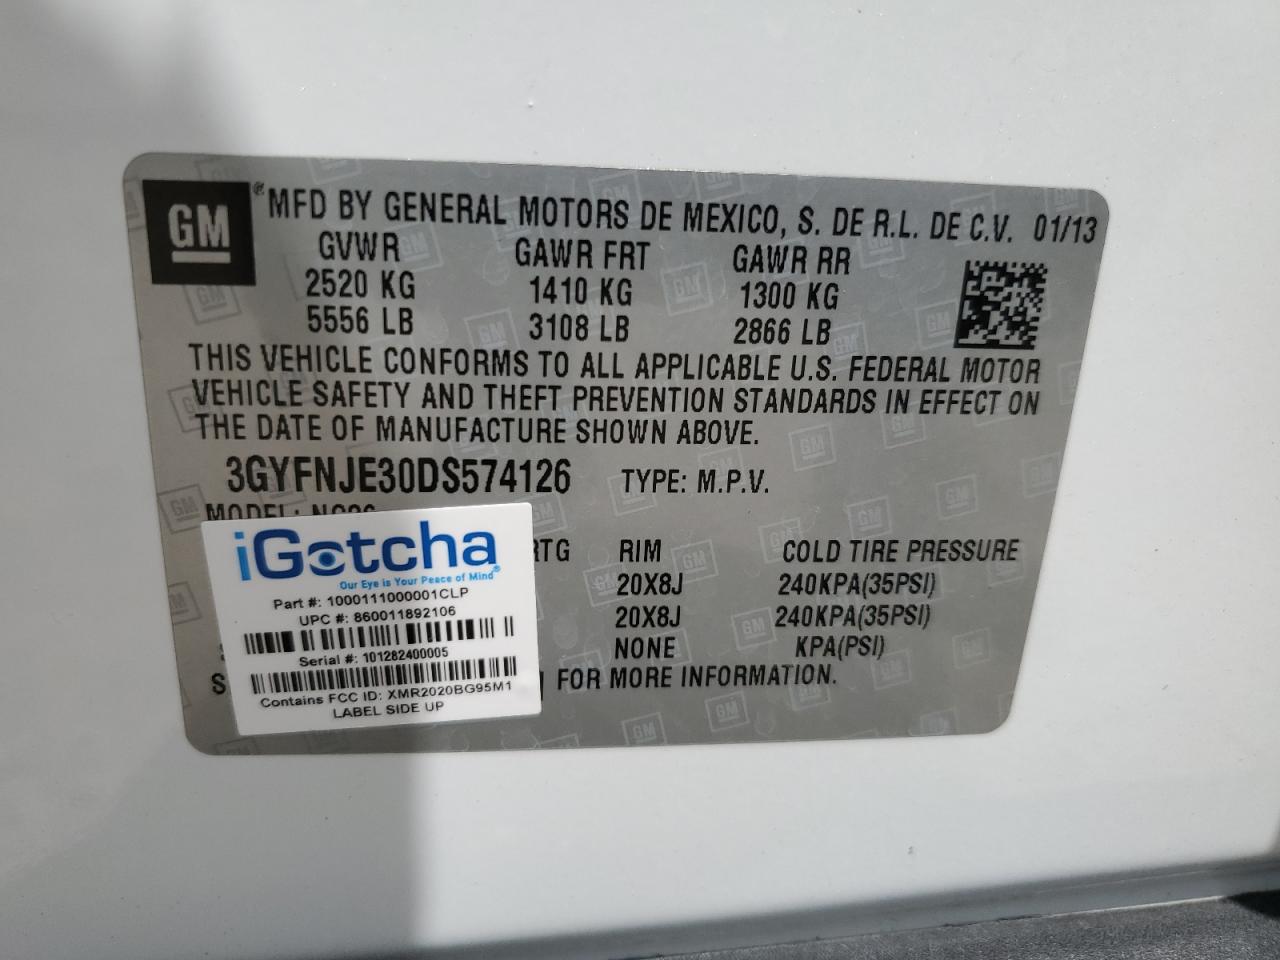 GM
® MFD BY GENERAL MOTORS DE MEXICO, S. DE R.L. DE C.V. 01/13
GVWR GAWR FRT GAWR RR
2520 KG 1410 KG 1300 KG
5556 LB 3108 LB 2866 LB
THIS VEHICLE CONFORMS TO ALL APPLICABLE U.S. FEDERAL MOTOR
VEHICLE SAFETY AND THEFT PREVENTION STANDARDS IN EFFECT ON
THE DATE OF MANUFACTURE SHOWN ABOVE.
3GYFNJE30DS574126 TYPE: M.P.V.
MODEL:
RTG RIM COLD TIRE PRESSURE
20X8J 240KPA(35PSI)
20X8J 240KPA(35PSI)
NONE KPA(PSI)
S FOR MORE INFORMATION.
iGotcha
Our Eye is Your Peace of Mind®
Part #: 1000111000001CLP
UPC #: 860011892106
Serial #: 101282400005
Contains FCC ID: XMR2020BG95M1
LABEL SIDE UP